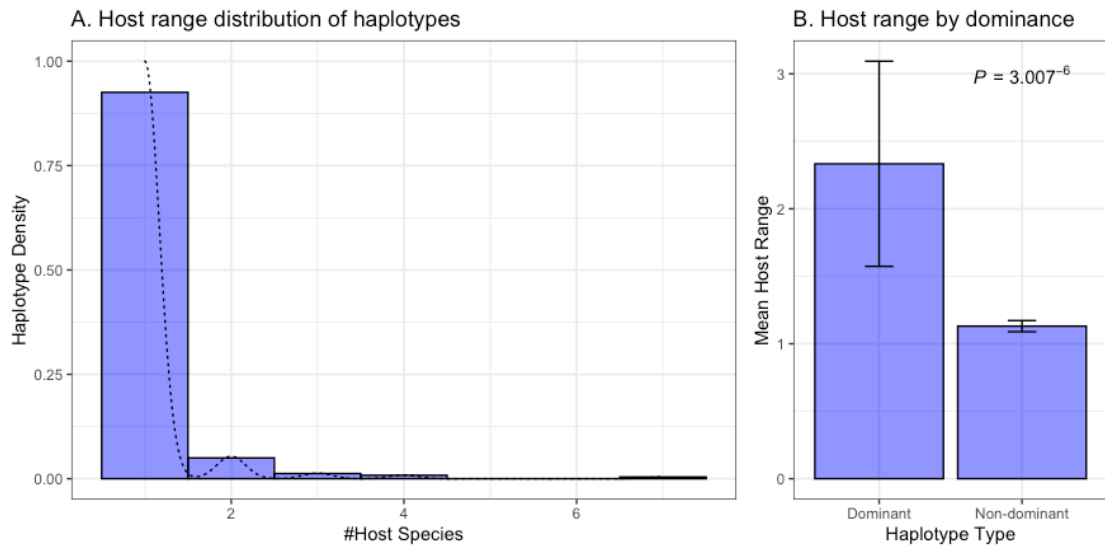 A. Host range distribution of haplotypes
1.00
0.75
0.50
0.25
0.00
Haplotype Density
2
4
6
#Host Species
B. Host range by dominance
P = 3.007⁻⁶
3
2
1
0
Mean Host Range
Dominant
Non-dominant
Haplotype Type